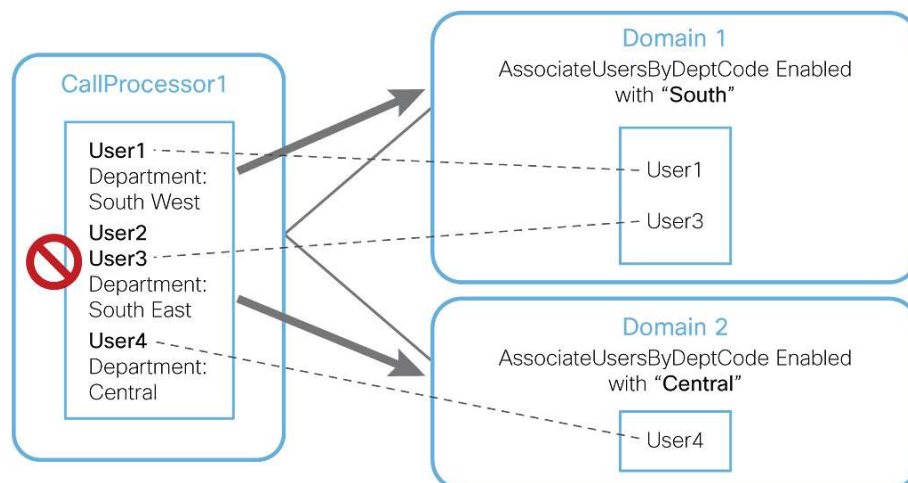 CallProcessor1
User1
Department:
South West
User2
User3
Department:
South East
User4
Department:
Central
Domain 1
AssociateUsersByDeptCode Enabled
with “South”
User1
User3
Domain 2
AssociateUsersByDeptCode Enabled
with “Central”
User4